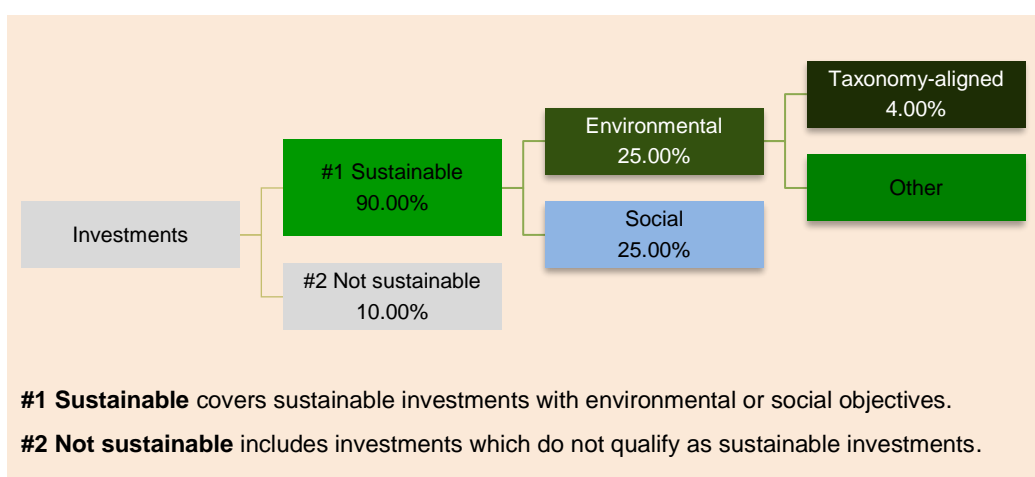 Investments
#1 Sustainable
90.00%
#2 Not sustainable
10.00%
Environmental
25.00%
Social
25.00%
Taxonomy-aligned
4.00%
Other
#1 Sustainable covers sustainable investments with environmental or social objectives.
#2 Not sustainable includes investments which do not qualify as sustainable investments.